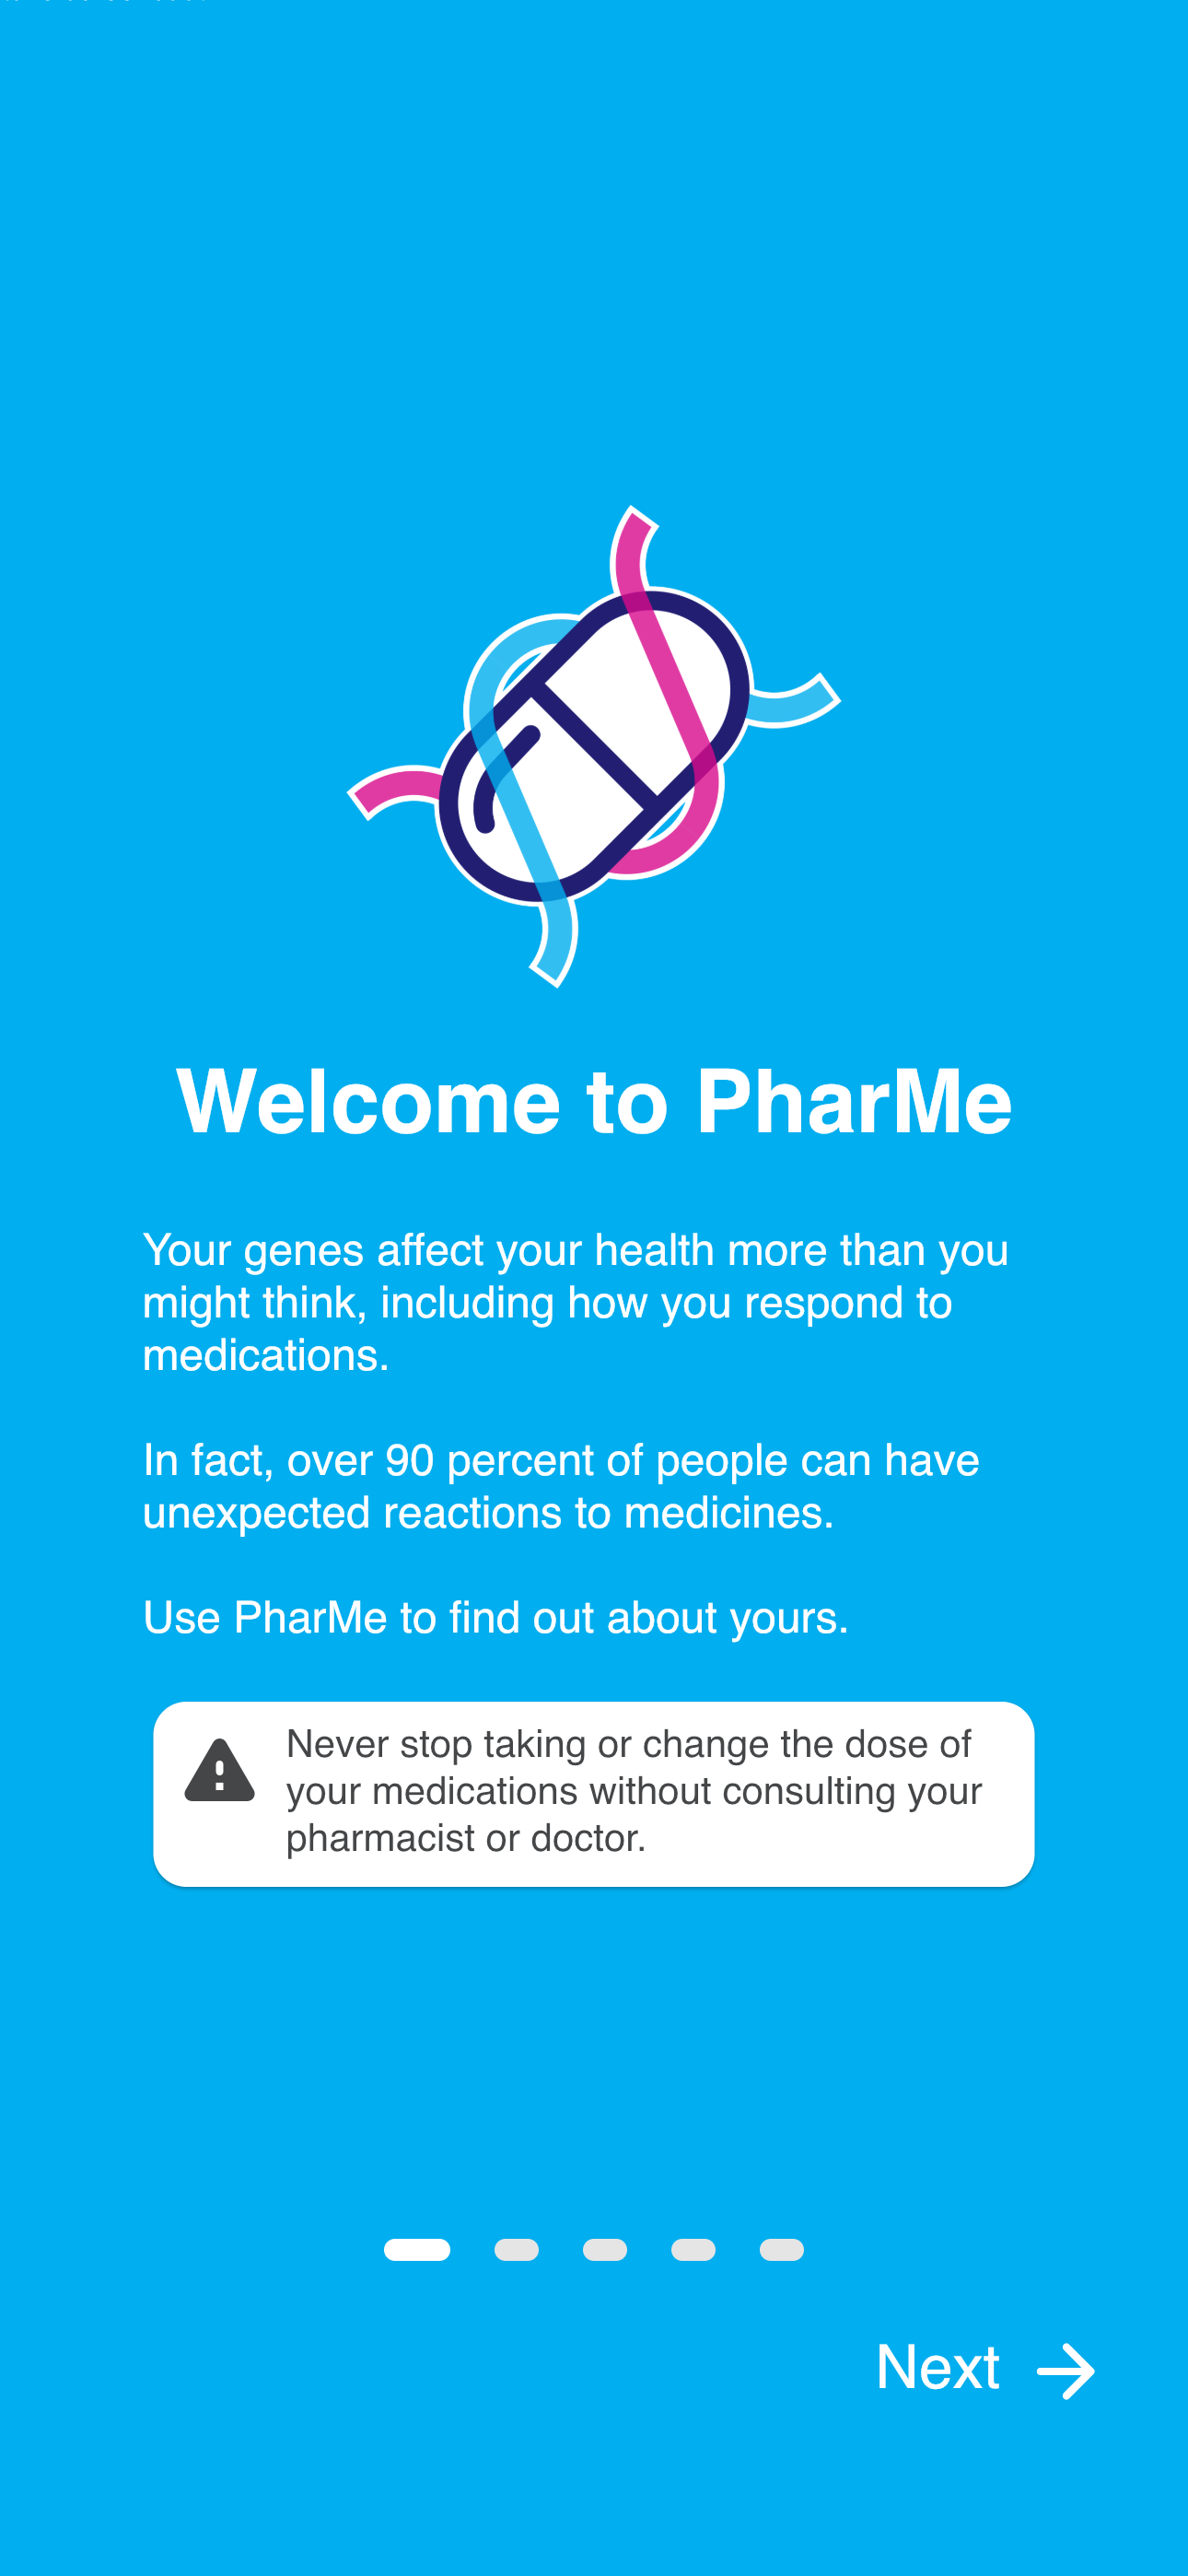 Welcome to PharMe
Your genes affect your health more than you
might think, including how you respond to
medications.
In fact, over 90 percent of people can have
unexpected reactions to medicines.
Use PharMe to find out about yours.
Never stop taking or change the dose of
your medications without consulting your
pharmacist or doctor.
Next